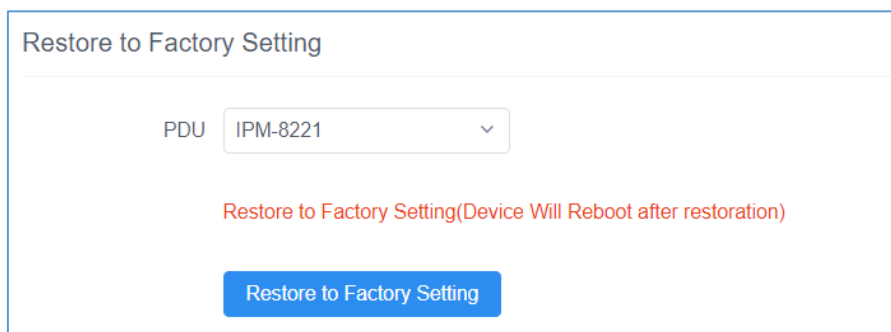 Restore to Factory Setting
PDU IPM-8221
Restore to Factory Setting(Device Will Reboot after restoration)
Restore to Factory Setting